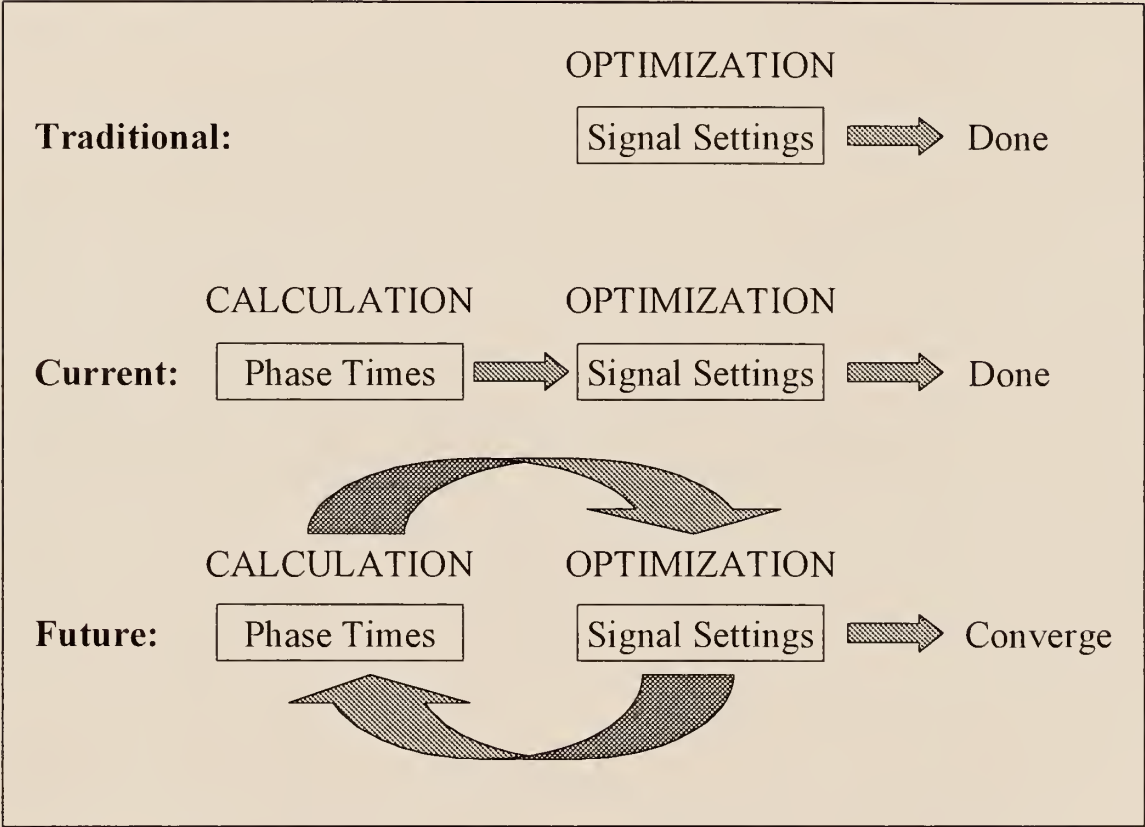 OPTIMIZATION
Traditional: Signal Settings Done
CALCULATION OPTIMIZATION
Current: Phase Times Signal Settings Done
CALCULATION OPTIMIZATION
Future: Phase Times Signal Settings Converge